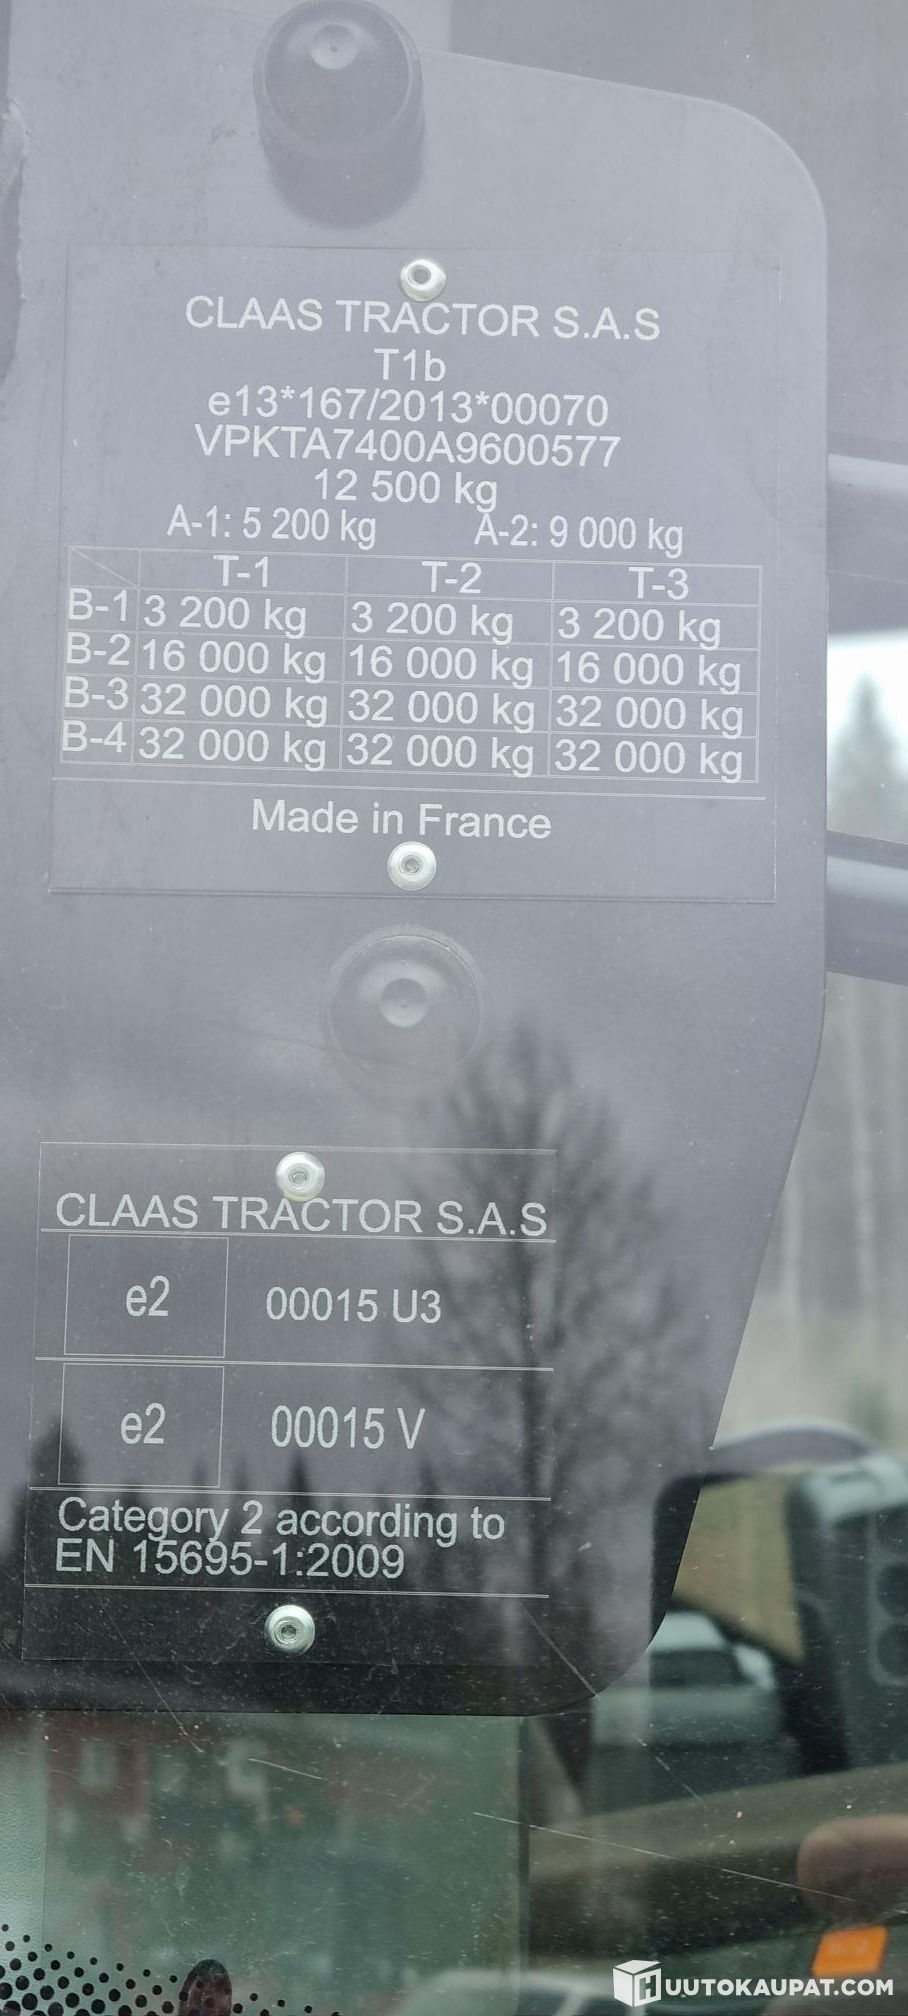 CLAAS TRACTOR S.A.S
T1b
e13*167/2013*00070
VPKTA7400A9600577
12 500 kg
A-1: 5 200 kg A-2: 9 000 kg
T-1 T-2 T-3
B-1 3 200 kg 3 200 kg 3 200 kg
B-2 16 000 kg 16 000 kg 16 000 kg
B-3 32 000 kg 32 000 kg 32 000 kg
B-4 32 000 kg 32 000 kg 32 000 kg
Made in France
CLAAS TRACTOR S.A.S
e2 00015 U3
e2 00015 V
Category 2 according to
EN 15695-1:2009
HUUTOKAUPAT.COM